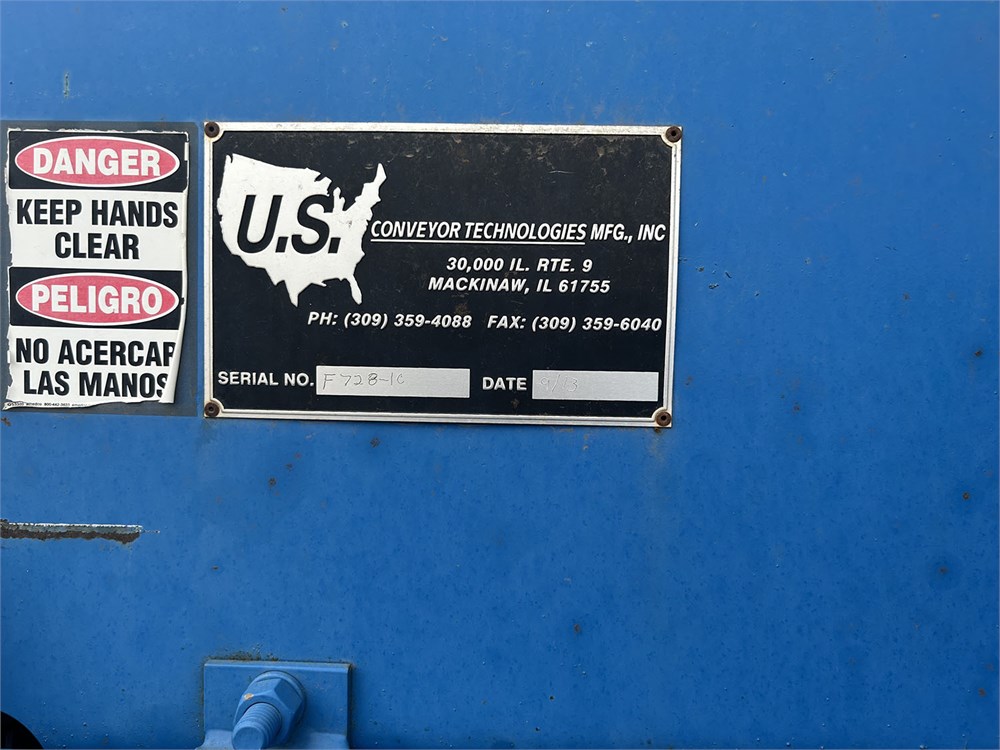 DANGER
KEEP HANDS
CLEAR
PELIGRO
NO ACERCAR
LAS MANOS
U.S.
CONVEYOR TECHNOLOGIES MFG., INC
30,000 IL. RTE. 9
MACKINAW, IL 61755
PH: (309) 359-4088 FAX: (309) 359-6040
SERIAL NO. F728-1C
DATE